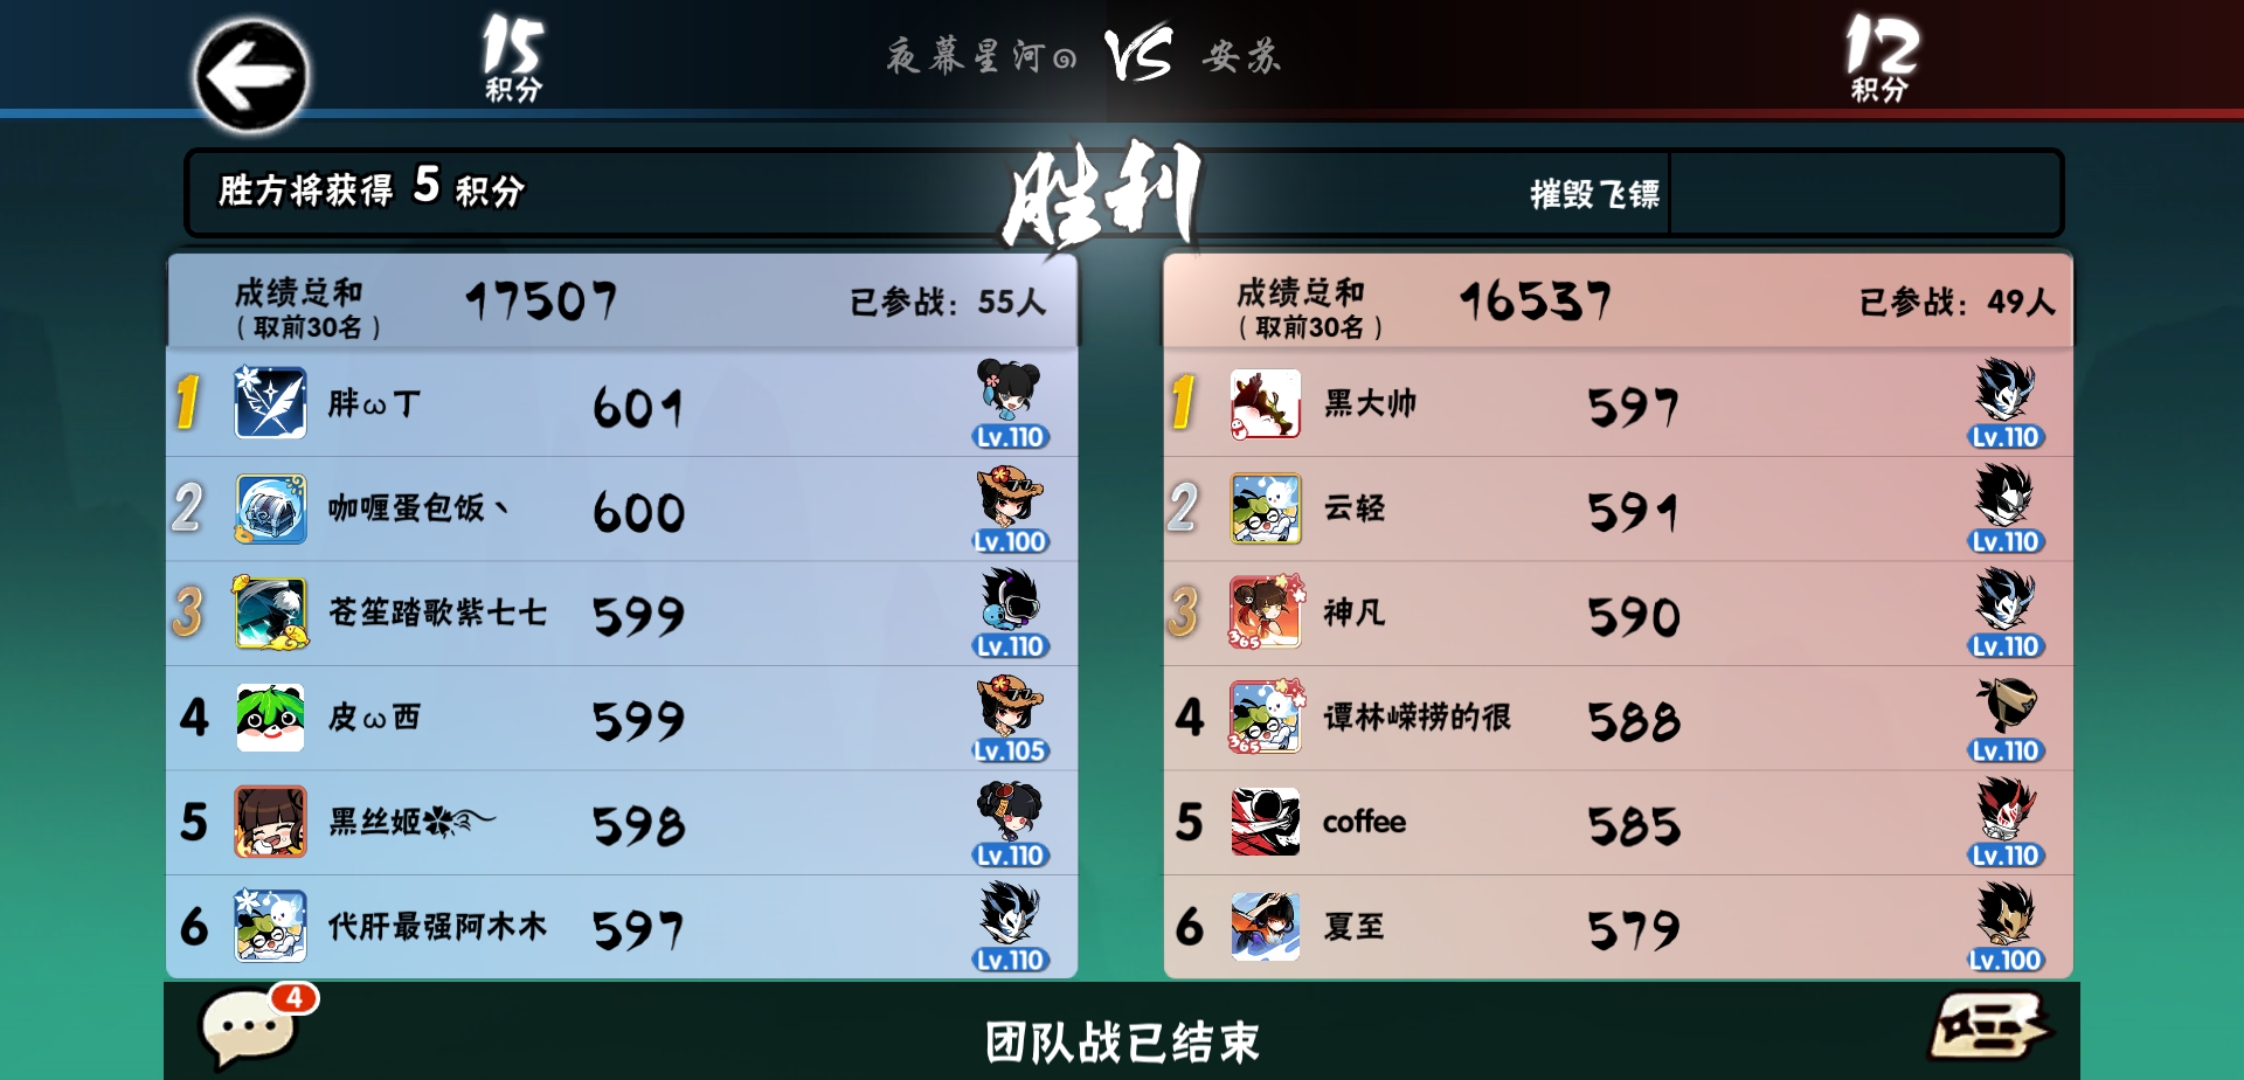 15
积分
夜幕星河൭ VS 安苏
12
积分
胜方将获得 5 积分
胜利
摧毁飞镖
成绩总和
（取前30名）
17507
已参战：55人
1 胖ω丁 601 Lv.110
2 咖喱蛋包饭丶 600 Lv.100
3 苍笙踏歌紫七七 599 Lv.110
4 皮ω西 599 Lv.105
5 黑丝姬✿ 598 Lv.110
6 代肝最强阿木木 597 Lv.110
成绩总和
（取前30名）
16537
已参战：49人
1 黑大帅 597 Lv.110
2 云轻 591 Lv.110
3 365 神凡 590 Lv.110
4 365 谭林嵘捞的很 588 Lv.110
5 coffee 585 Lv.110
6 夏至 579 Lv.100
4
团队战已结束